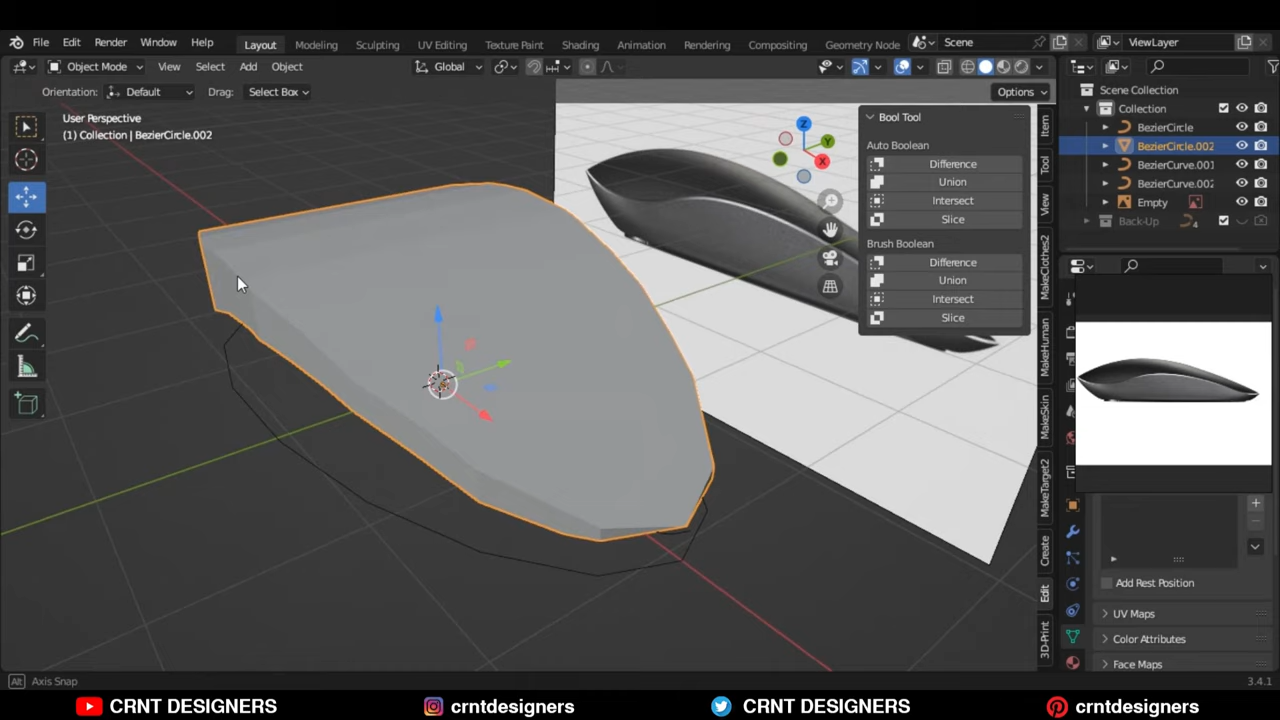 File Edit Render Window Help Layout Modeling Sculpting UV Editing Texture Paint Shading Animation Rendering Compositing Geometry Node Scene ViewLayer
Object Mode View Select Add Object Global
Orientation: Default Drag: Select Box Options
User Perspective
(1) Collection | BezierCircle.002
Scene Collection
Collection
BezierCircle
BezierCircle.002
BezierCurve.001
BezierCurve.002
Empty
Back-Up 4
Bool Tool
Auto Boolean
Difference
Union
Intersect
Slice
Brush Boolean
Difference
Union
Intersect
Slice
Z
Y
X
Item
Tool
View
MakeClothes2
MakeHuman
MakeSkin
MakeTarget2
Create
Edit
3D-Print
Add Rest Position
UV Maps
Color Attributes
Face Maps
Alt Axis Snap 3.4.1
CRNT DESIGNERS crntdesigners CRNT DESIGNERS crntdesigners